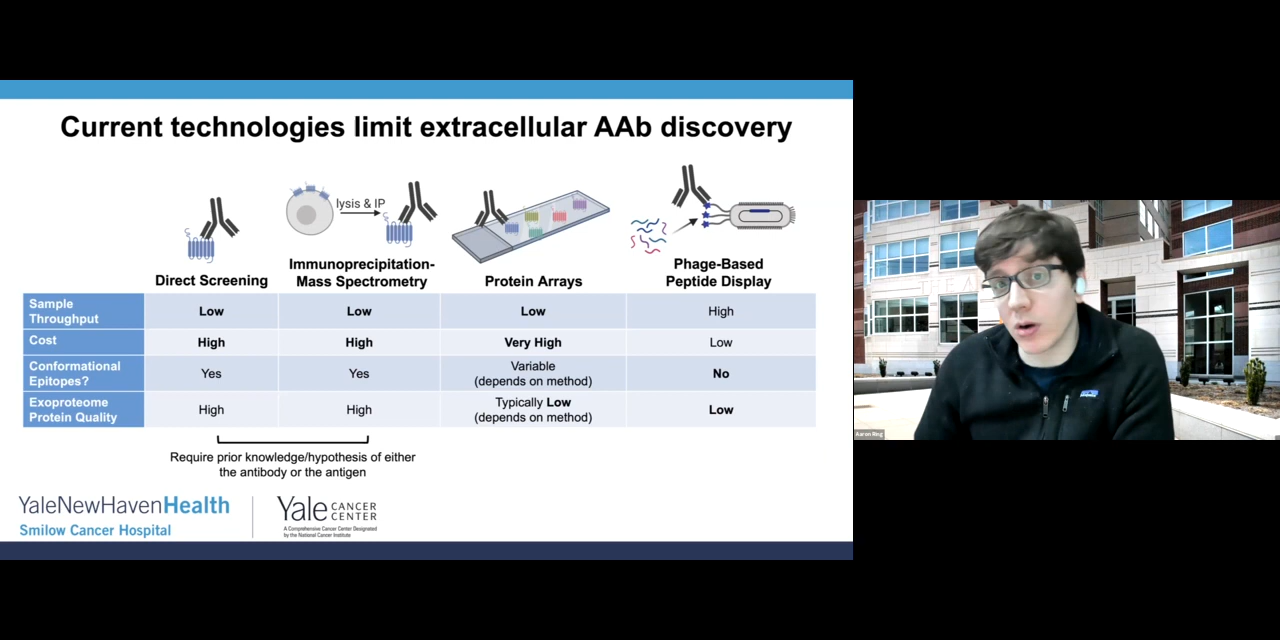 Current technologies limit extracellular AAb discovery
lysis & IP
Direct Screening
Immunoprecipitation-
Mass Spectrometry
Protein Arrays
Phage-Based
Peptide Display
Sample
Throughput
Low
Low
Low
High
Cost
High
High
Very High
Low
Conformational
Epitopes?
Yes
Yes
Variable
(depends on method)
No
Exoproteome
Protein Quality
High
High
Typically Low
(depends on method)
Low
Require prior knowledge/hypothesis of either
the antibody or the antigen
YaleNewHavenHealth
Smilow Cancer Hospital
Yale CANCER
CENTER
A Comprehensive Cancer Center Designated
by the National Cancer Institute
Aaron Ring